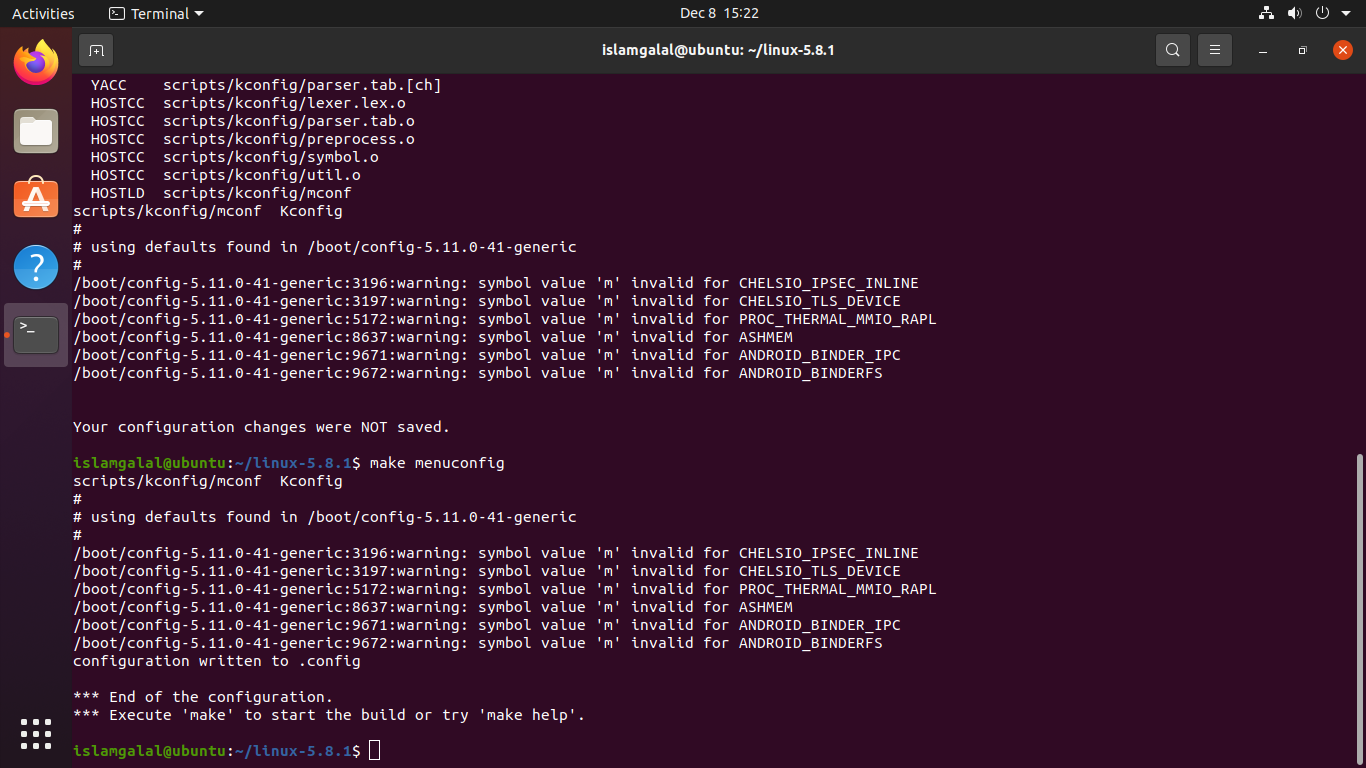 Activities
Terminal
Dec 8 15:22
islamgalal@ubuntu: ~/linux-5.8.1
  YACC    scripts/kconfig/parser.tab.[ch]
  HOSTCC  scripts/kconfig/lexer.lex.o
  HOSTCC  scripts/kconfig/parser.tab.o
  HOSTCC  scripts/kconfig/preprocess.o
  HOSTCC  scripts/kconfig/symbol.o
  HOSTCC  scripts/kconfig/util.o
  HOSTLD  scripts/kconfig/mconf
scripts/kconfig/mconf  Kconfig
#
# using defaults found in /boot/config-5.11.0-41-generic
#
/boot/config-5.11.0-41-generic:3196:warning: symbol value 'm' invalid for CHELSIO_IPSEC_INLINE
/boot/config-5.11.0-41-generic:3197:warning: symbol value 'm' invalid for CHELSIO_TLS_DEVICE
/boot/config-5.11.0-41-generic:5172:warning: symbol value 'm' invalid for PROC_THERMAL_MMIO_RAPL
/boot/config-5.11.0-41-generic:8637:warning: symbol value 'm' invalid for ASHMEM
/boot/config-5.11.0-41-generic:9671:warning: symbol value 'm' invalid for ANDROID_BINDER_IPC
/boot/config-5.11.0-41-generic:9672:warning: symbol value 'm' invalid for ANDROID_BINDERFS
Your configuration changes were NOT saved.
islamgalal@ubuntu:~/linux-5.8.1$ make menuconfig
scripts/kconfig/mconf  Kconfig
#
# using defaults found in /boot/config-5.11.0-41-generic
#
/boot/config-5.11.0-41-generic:3196:warning: symbol value 'm' invalid for CHELSIO_IPSEC_INLINE
/boot/config-5.11.0-41-generic:3197:warning: symbol value 'm' invalid for CHELSIO_TLS_DEVICE
/boot/config-5.11.0-41-generic:5172:warning: symbol value 'm' invalid for PROC_THERMAL_MMIO_RAPL
/boot/config-5.11.0-41-generic:8637:warning: symbol value 'm' invalid for ASHMEM
/boot/config-5.11.0-41-generic:9671:warning: symbol value 'm' invalid for ANDROID_BINDER_IPC
/boot/config-5.11.0-41-generic:9672:warning: symbol value 'm' invalid for ANDROID_BINDERFS
configuration written to .config
*** End of the configuration.
*** Execute 'make' to start the build or try 'make help'.
islamgalal@ubuntu:~/linux-5.8.1$